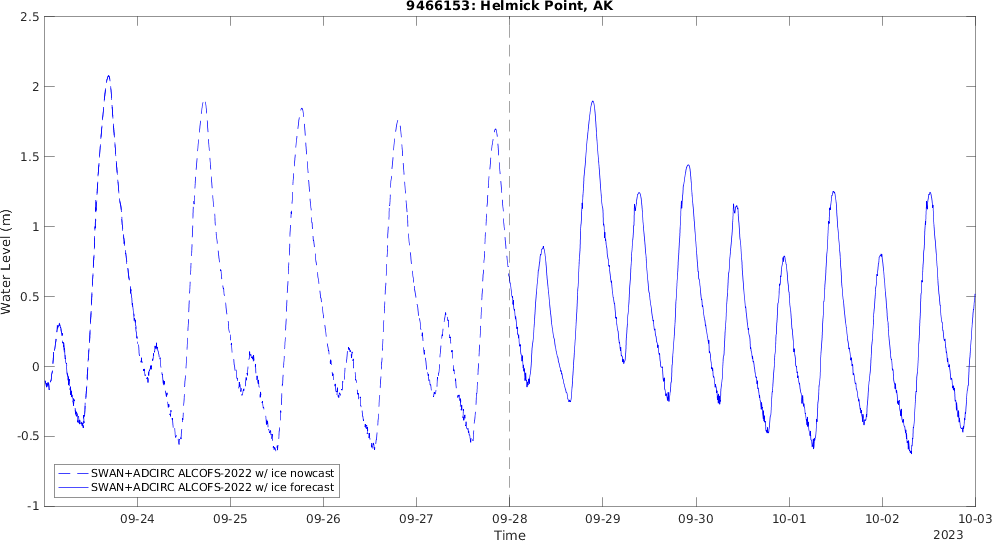 9466153: Helmick Point, AK
2.5
2
1.5
1
0.5
0
-0.5
-1
Water Level (m)
SWAN+ADCIRC ALCOFS-2022 w/ ice nowcast
SWAN+ADCIRC ALCOFS-2022 w/ ice forecast
09-24 09-25 09-26 09-27 09-28 09-29 09-30 10-01 10-02 10-03
Time
2023